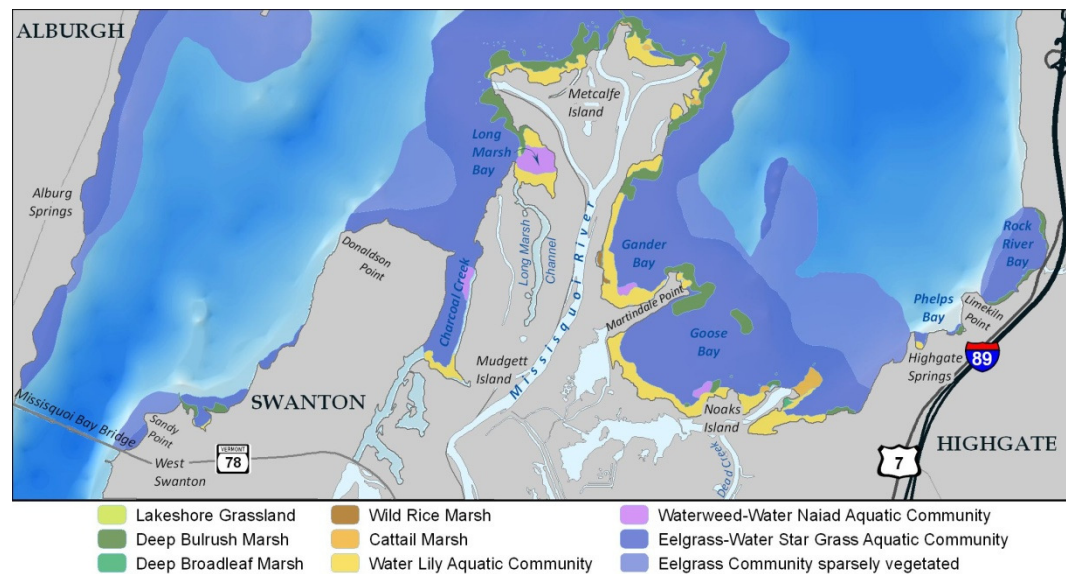 ALBURGH
Metcalfe
Island
Long
Marsh
Bay
Alburg
Springs
Donaldson
Point
Long Marsh
Channel
Missisquoi River
Gander
Bay
Rock
River
Bay
Charcoal Creek
Martindale Point
Phelps
Bay
Limekiln
Point
Goose
Bay
Mudgett
Island
Highgate
Springs
89
Missisquoi Bay Bridge
Sandy
Point
SWANTON
Noaks
Island
West
Swanton
VERMONT
78
Dead Creek
7
HIGHGATE
Lakeshore Grassland
Deep Bulrush Marsh
Deep Broadleaf Marsh
Wild Rice Marsh
Cattail Marsh
Water Lily Aquatic Community
Waterweed-Water Naiad Aquatic Community
Eelgrass-Water Star Grass Aquatic Community
Eelgrass Community sparsely vegetated